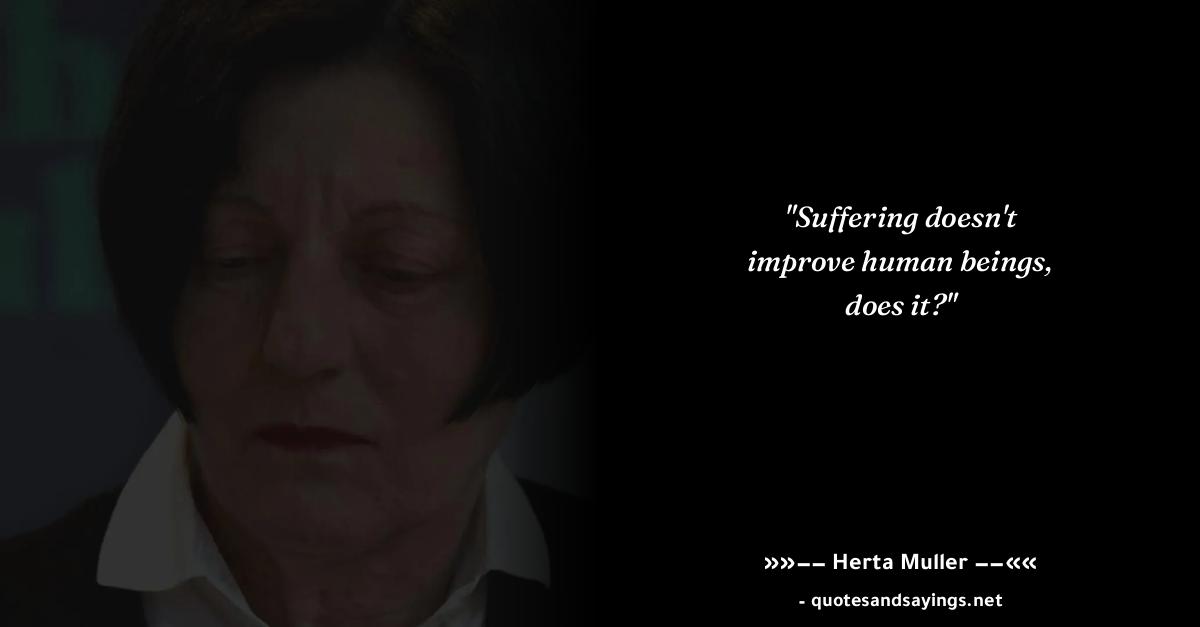 "Suffering doesn't
improve human beings,
does it?"
»»−− Herta Muller −−««
- quotesandsayings.net